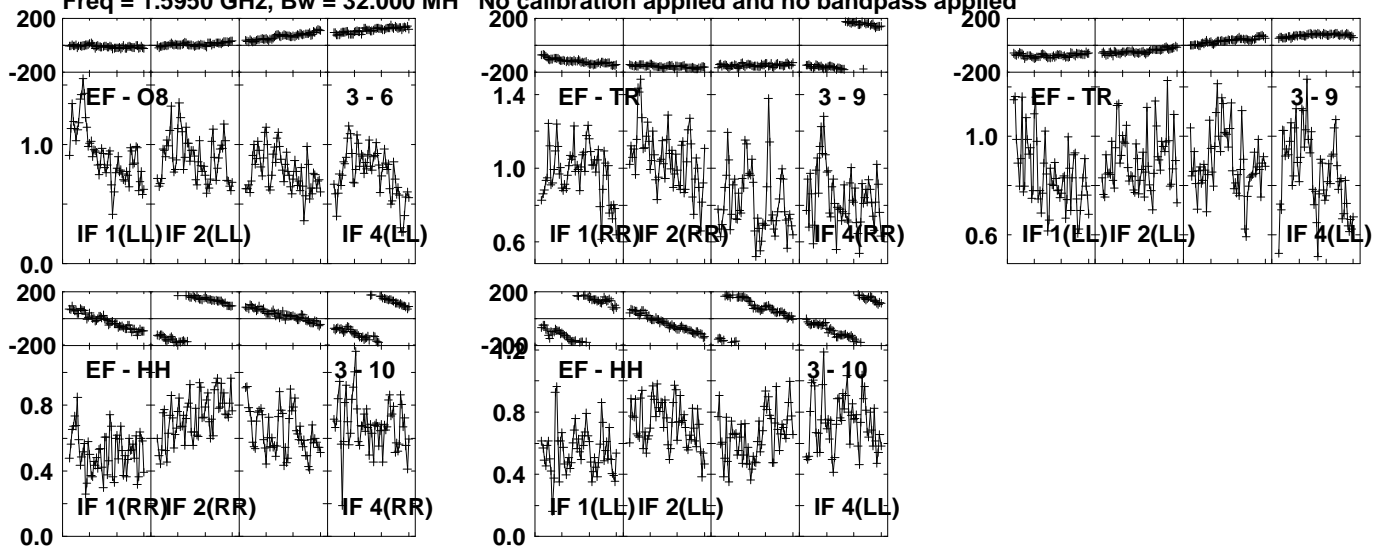 Freq = 1.5950 GHz, Bw = 32.000 MH No calibration applied and no bandpass applied
200
-200
EF - O8 3 - 6
1.0
0.0
IF 1(LL) IF 2(LL) IF 4(LL)
200
-200
EF - TR 3 - 9
1.4
1.0
0.6
IF 1(RR) IF 2(RR) IF 4(RR)
200
-200
EF - TR 3 - 9
1.0
0.6
IF 1(LL) IF 2(LL) IF 4(LL)
200
-200
EF - HH 3 - 10
0.8
0.4
0.0
IF 1(RR) IF 2(RR) IF 4(RR)
200
-200
1.2
EF - HH 3 - 10
0.8
0.4
0.0
IF 1(LL) IF 2(LL) IF 4(LL)